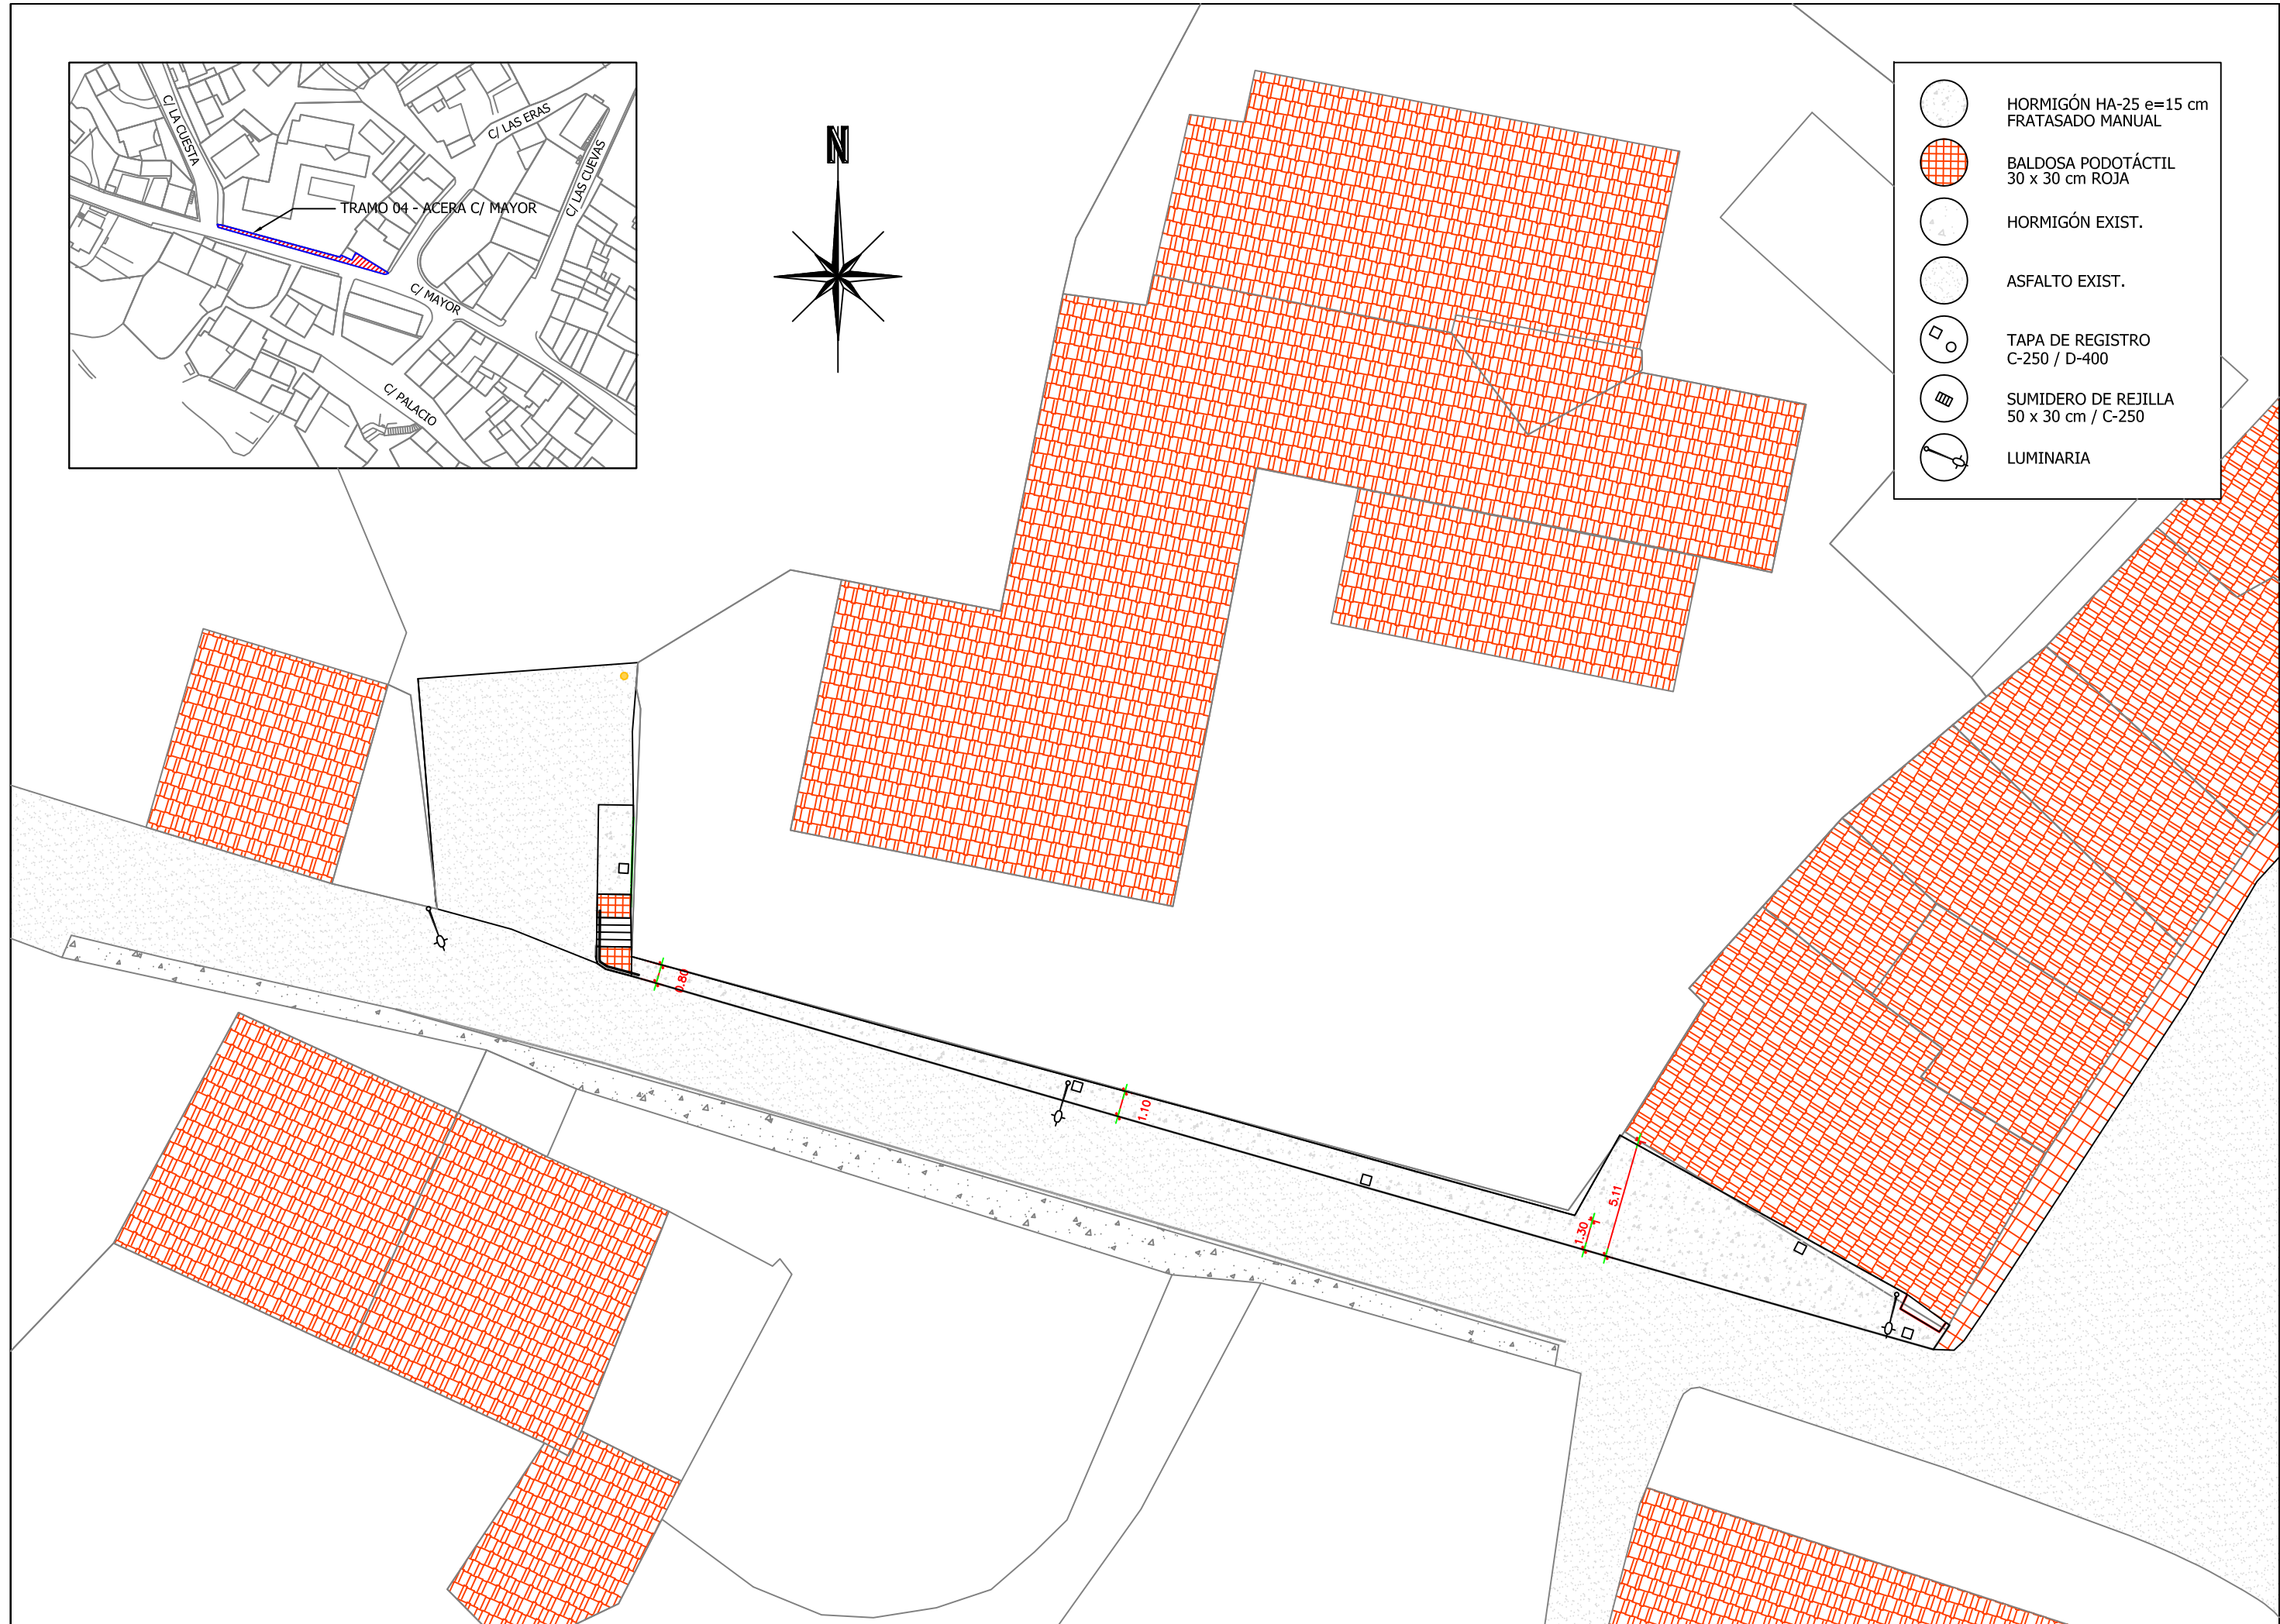 C/ LA CUESTA
C/ LAS ERAS
C/ LAS CUEVAS
TRAMO 04 - ACERA C/ MAYOR
C/ MAYOR
C/ PALACIO
N
HORMIGÓN HA-25 e=15 cm
FRATASADO MANUAL
BALDOSA PODOTÁCTIL
30 x 30 cm ROJA
HORMIGÓN EXIST.
ASFALTO EXIST.
TAPA DE REGISTRO
C-250 / D-400
SUMIDERO DE REJILLA
50 x 30 cm / C-250
LUMINARIA
0.80
1.10
5.11
1.30